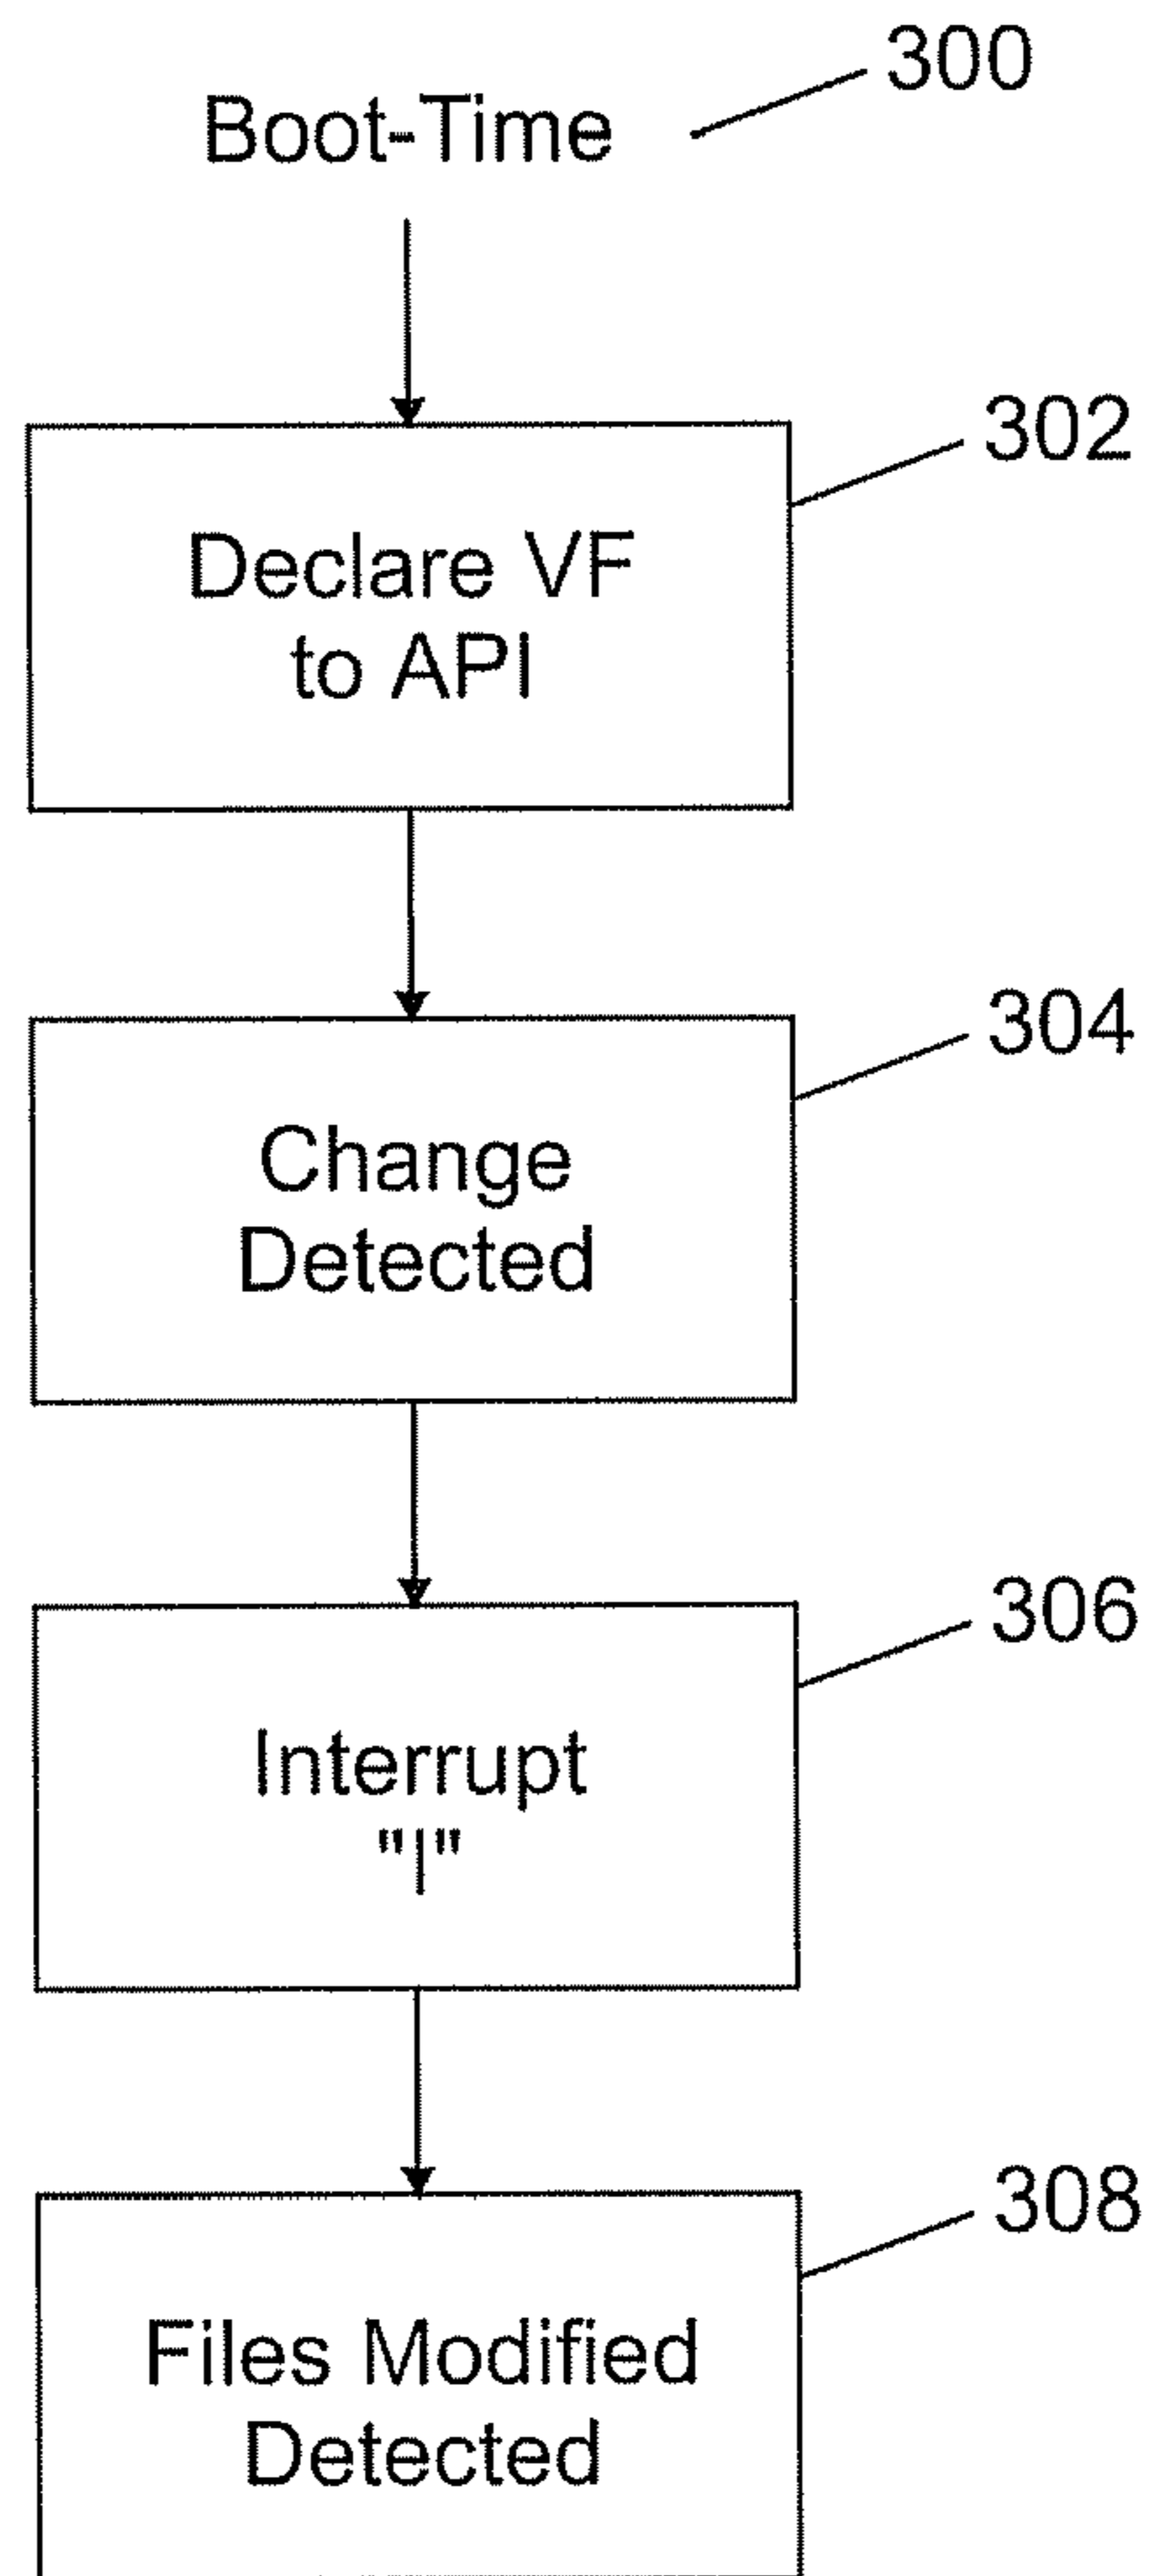 300
Boot-Time
302
Declare VF
to API
304
Change
Detected
306
Interrupt
"I"
308
Files Modified
Detected